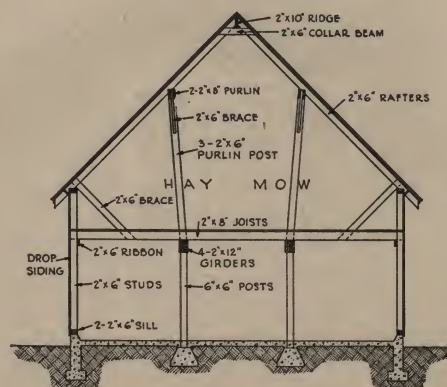 2"x10" RIDGE
2"x6" COLLAR BEAM
2-2"x8" PURLIN
2"x6" BRACE
2"x6" RAFTERS
3-2"x6"
PURLIN POST
HAY MOW
2"x6" BRACE
2"x8" JOISTS
2"x6" RIBBON
4-2"x12"
GIRDERS
DROP
SIDING
2"x6" STUDS
6"x6" POSTS
2-2"x6" SILL